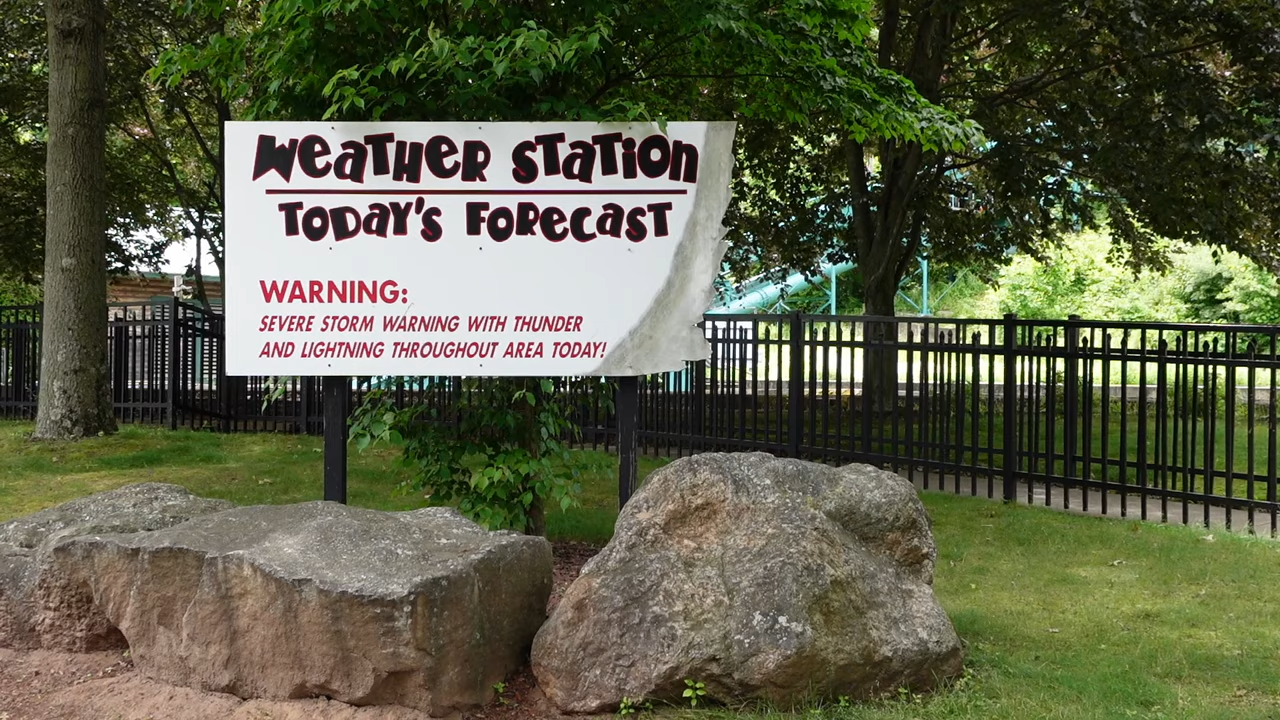 WEATHER STATION
TODAY'S FORECAST
WARNING:
SEVERE STORM WARNING WITH THUNDER
AND LIGHTNING THROUGHOUT AREA TODAY!